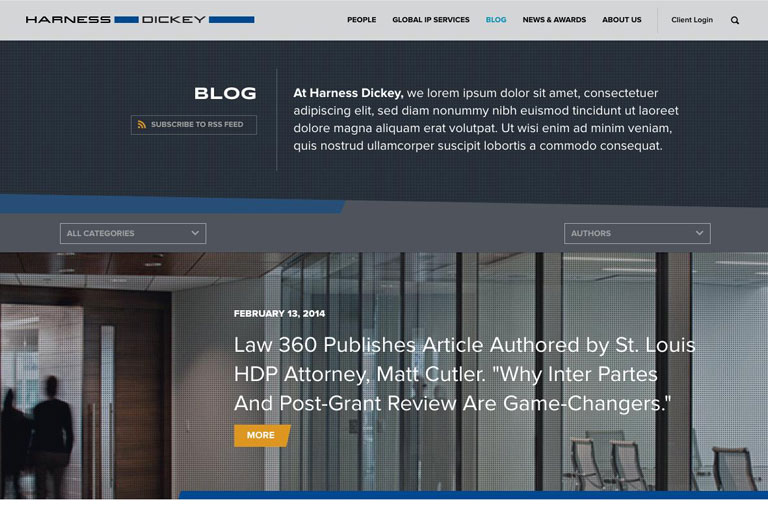 HARNESS DICKEY
PEOPLE GLOBAL IP SERVICES BLOG NEWS & AWARDS ABOUT US Client Login
BLOG
SUBSCRIBE TO RSS FEED
At Harness Dickey, we lorem ipsum dolor sit amet, consectetuer
adipiscing elit, sed diam nonummy nibh euismod tincidunt ut laoreet
dolore magna aliquam erat volutpat. Ut wisi enim ad minim veniam,
quis nostrud ullamcorper suscipit lobortis a commodo consequat.
ALL CATEGORIES AUTHORS
FEBRUARY 13, 2014
Law 360 Publishes Article Authored by St. Louis
HDP Attorney, Matt Cutler. "Why Inter Partes
And Post-Grant Review Are Game-Changers."
MORE